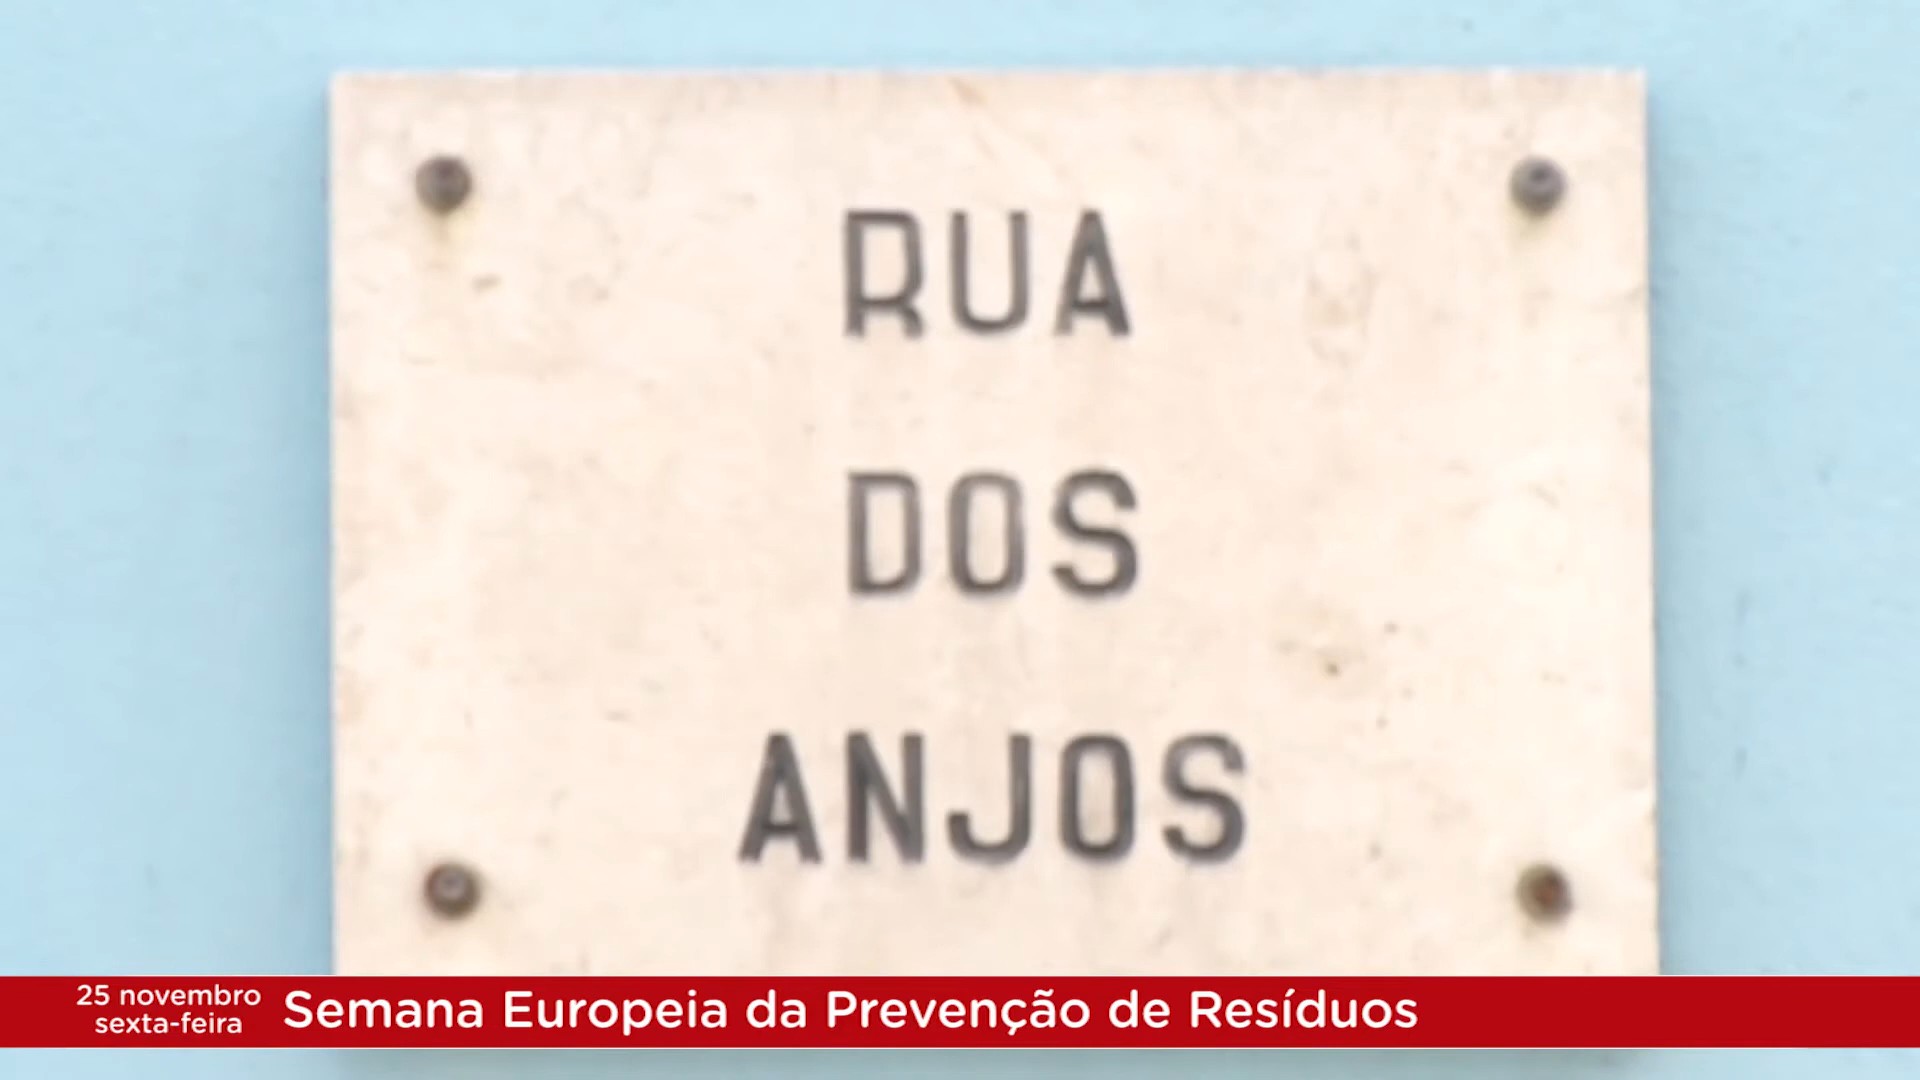 RUA
DOS
ANJOS
25 novembro
sexta-feira
Semana Europeia da Prevenção de Resíduos